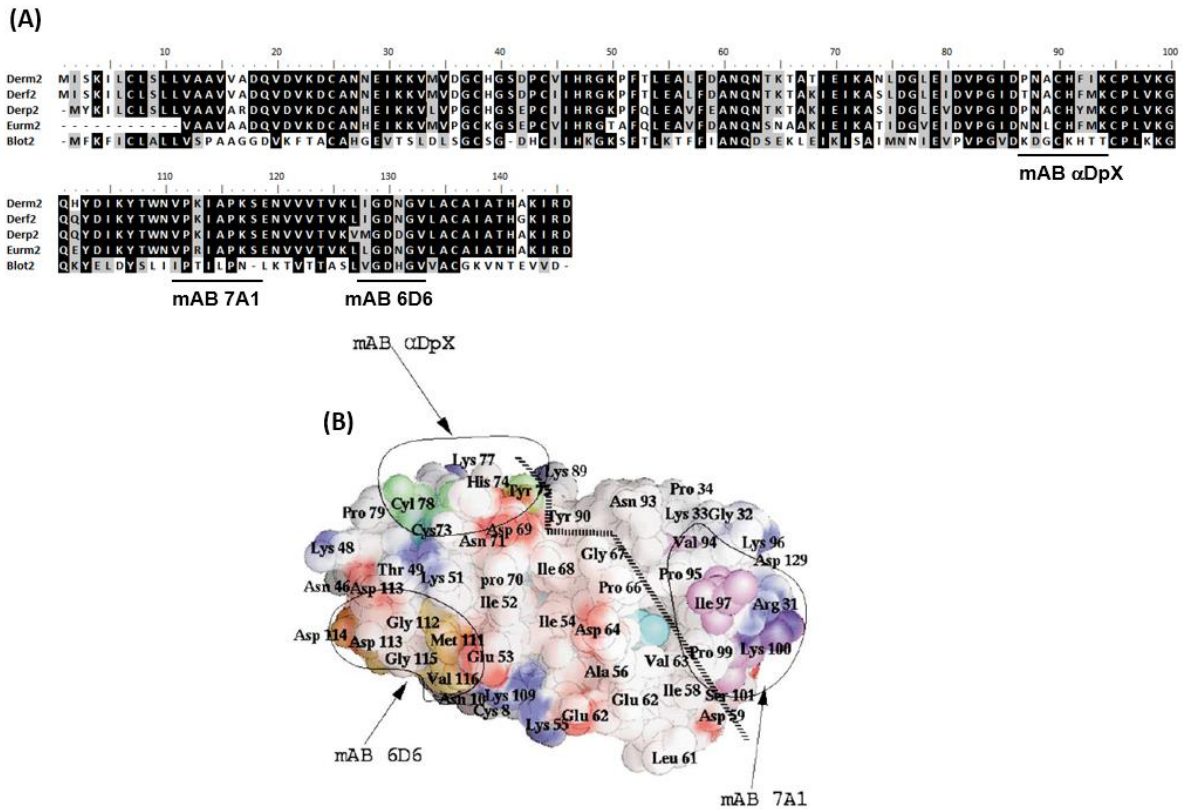 (A)
10 20 30 40 50 60 70 80 90 100
Derm2 MISKILCLSLLVAAVVADQVDVKDCANNEIKKVMVDGCHGSDPCVIHRGKPFTLEALFDANQNTKTATIEIKANLDGLEIDVPGIDPNACHFIKCPLVKG
Derf2 MISKILCLSLLVAAVVADQVDVKDCANNEIKKVMVDGCHGSDPCVIHRGKPFTLEALFDANQNTKTAKIEIKASLDGLEIDVPGIDTNACHFMKCPLVKG
Derp2 -MYKILCLSLLVAAVARDQVDVKDCANHEIKKVLVPGCHGSEPCIIHRGKPFQLEAVFEANQNTKTAKIEIKASIDGLEVDVPGIDPNACHYMKCPLVKG
Eurm2 -----------VAAVAADQVDVKDCANHEIKKVMVPGCKGSEPCVIHRGTAFQLEAVFDANQNSNAAKIEIKATIDGVEIDVPGIDNNLCHFMKCPLVKG
Blot2 -MFKFICLALLVSPAAGGDVKFTACAHGEVTSLDLSGCSG-DHCIIHKGKSFTLKTFFIANQDSEKLEIKISAIMNNIEVPVPGVDKDGCKHTTCPLKKG
mAB αDpX
110 120 130 140
Derm2 QHYDIKYTWNVPKIAPKSENVVVTVKLIGDNGVLACAIATHAKIRD
Derf2 QQYDIKYTWNVPKIAPKSENVVVTVKLIGDNGVLACAIATHGKIRD
Derp2 QQYDIKYTWNVPKIAPKSENVVVTVKVMGDDGVLACAIATHAKIRD
Eurm2 QEYDIKYTWNVPRIAPKSENVVVTVKLLGDNGVLACAIATHAKIRD
Blot2 QKYELDYSLIIPTILPN-LKTVTTASLVGDHGVVACGKVNTEVVD-
mAB 7A1 mAB 6D6
mAB αDpX
(B)
Lys 77
Lys 89
His 74
Tyr 7
Asn 93
Pro 34
Cyl 78
Pro 79
Cys73
Asp 69
Tyr 90
Lys 33
Gly 32
Asn 71
Val 94
Lys 96
Lys 48
Gly 67
Asp 129
Thr 49
Lys 51
pro 70
Ile 68
Pro 95
Asn 46
Asp 113
Pro 66
Ile 52
Ile 97
Arg 31
Gly 112
Ile 54
Asp 64
Asp 114
Asp 113
Met 111
Lys 100
Gly 115
Glu 53
Val 63
Pro 99
Val 116
Ala 56
Asn 10
Lys 109
Glu 62
Ile 58
Ser 101
Cys 8
Lys 55
Glu 62
Asp 59
Leu 61
mAB 6D6
mAB 7A1